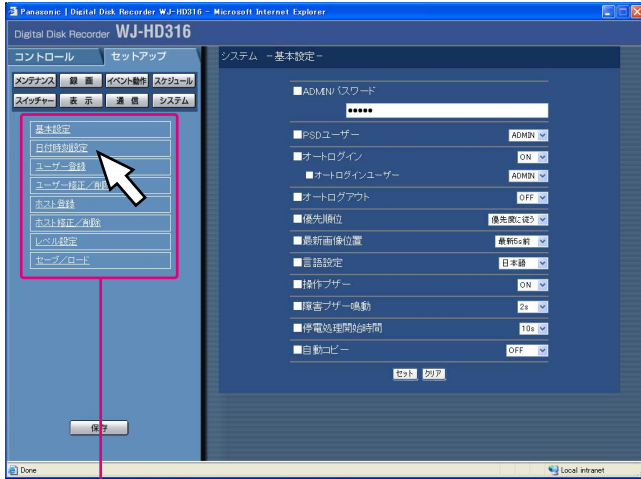 Panasonic | Digital Disk Recorder WJ-HD316 - Microsoft Internet Explorer
Digital Disk Recorder WJ-HD316
コントロール セットアップ
メンテナンス 録 画 イベント動作 スケジュール
スイッチャー 表 示 通 信 システム
基本設定
日付時刻設定
ユーザー登録
ユーザー修正/削除
ホスト登録
ホスト修正/削除
レベル設定
セーブ/ロード
保存
システム -基本設定-
■ADMINパスワード
●●●●●
■PSDユーザー ADMIN
■オートログイン ON
■オートログインユーザー ADMIN
■オートログアウト OFF
■優先順位 優先度に従う
■最新画像位置 最新5s前
■言語設定 日本語
■操作ブザー ON
■障害ブザー鳴動 2s
■停電処理開始時間 10s
■自動コピー OFF
セット クリア
Done Local intranet